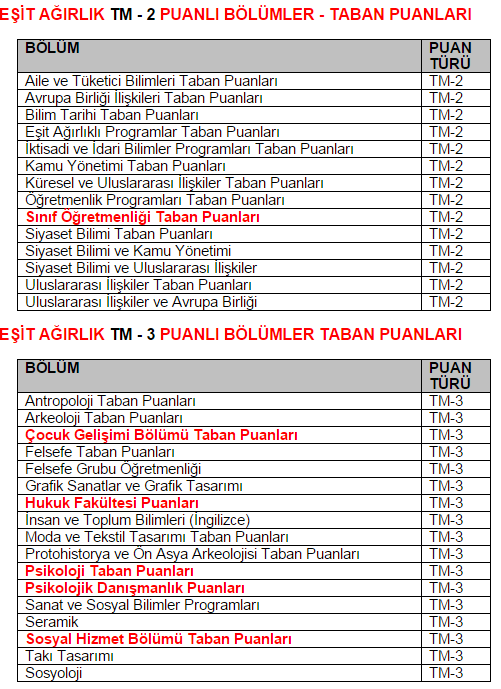 EŞİT AĞIRLIK TM - 2 PUANLI BÖLÜMLER - TABAN PUANLARI
BÖLÜM PUAN TÜRÜ
Aile ve Tüketici Bilimleri Taban Puanları TM-2
Avrupa Birliği İlişkileri Taban Puanları TM-2
Bilim Tarihi Taban Puanları TM-2
Eşit Ağırlıklı Programlar Taban Puanları TM-2
İktisadi ve İdari Bilimler Programları Taban Puanları TM-2
Kamu Yönetimi Taban Puanları TM-2
Küresel ve Uluslararası İlişkiler Taban Puanları TM-2
Öğretmenlik Programları Taban Puanları TM-2
Sınıf Öğretmenliği Taban Puanları TM-2
Siyaset Bilimi Taban Puanları TM-2
Siyaset Bilimi ve Kamu Yönetimi TM-2
Siyaset Bilimi ve Uluslararası İlişkiler TM-2
Uluslararası İlişkiler Taban Puanları TM-2
Uluslararası İlişkiler ve Avrupa Birliği TM-2
EŞİT AĞIRLIK TM - 3 PUANLI BÖLÜMLER TABAN PUANLARI
BÖLÜM PUAN TÜRÜ
Antropoloji Taban Puanları TM-3
Arkeoloji Taban Puanları TM-3
Çocuk Gelişimi Bölümü Taban Puanları TM-3
Felsefe Taban Puanları TM-3
Felsefe Grubu Öğretmenliği TM-3
Grafik Sanatlar ve Grafik Tasarımı TM-3
Hukuk Fakültesi Puanları TM-3
İnsan ve Toplum Bilimleri (İngilizce) TM-3
Moda ve Tekstil Tasarımı Taban Puanları TM-3
Protohistorya ve Ön Asya Arkeolojisi Taban Puanları TM-3
Psikoloji Taban Puanları TM-3
Psikolojik Danışmanlık Puanları TM-3
Sanat ve Sosyal Bilimler Programları TM-3
Seramik TM-3
Sosyal Hizmet Bölümü Taban Puanları TM-3
Takı Tasarımı TM-3
Sosyoloji TM-3